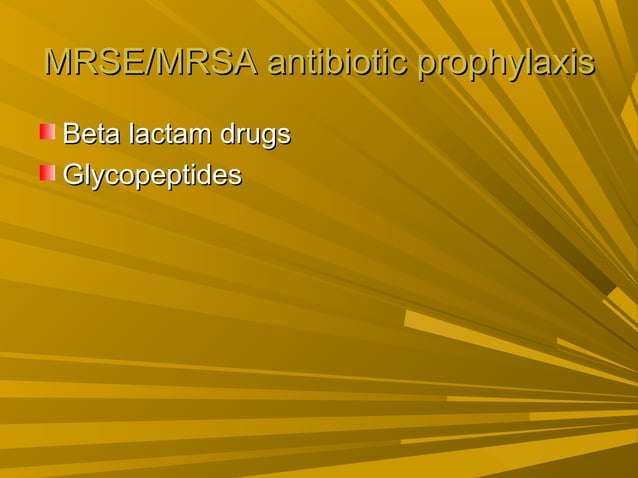 MRSE/MRSA antibiotic prophylaxis
Beta lactam drugs
Glycopeptides